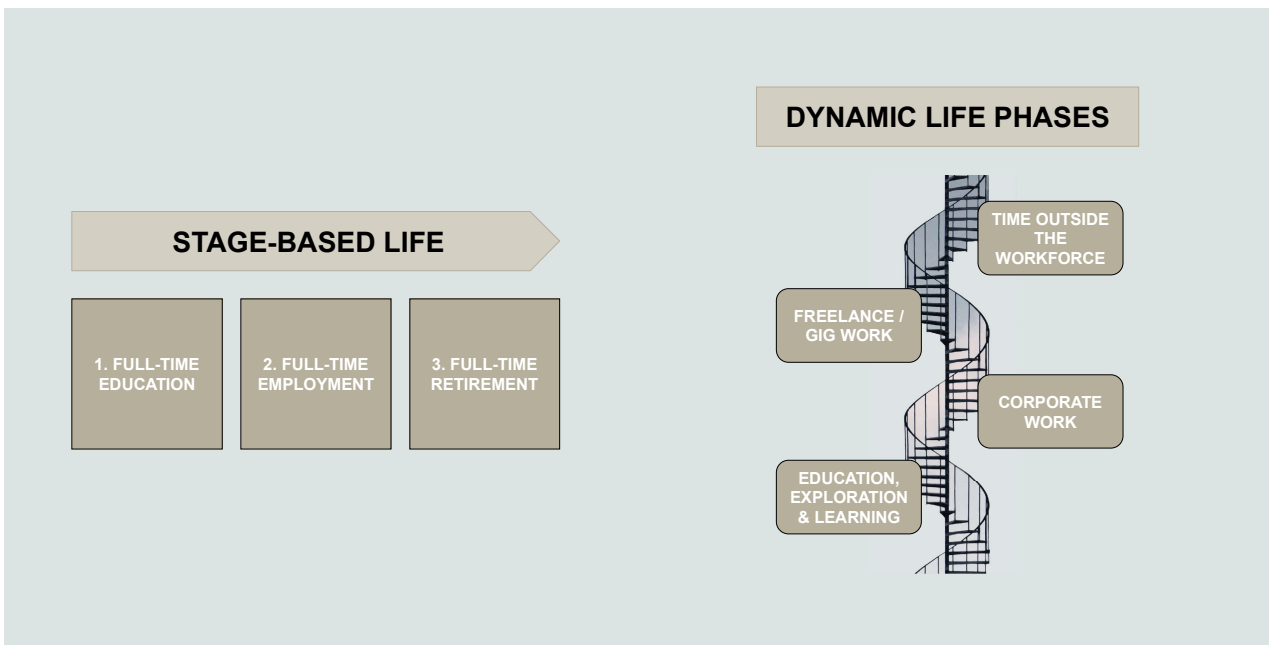 STAGE-BASED LIFE
1. FULL-TIME
EDUCATION
2. FULL-TIME
EMPLOYMENT
3. FULL-TIME
RETIREMENT
DYNAMIC LIFE PHASES
TIME OUTSIDE
THE
WORKFORCE
FREELANCE /
GIG WORK
CORPORATE
WORK
EDUCATION,
EXPLORATION
& LEARNING